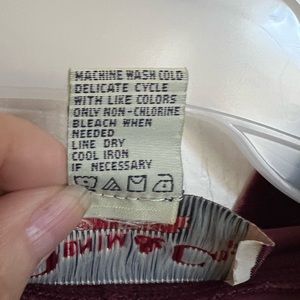 MACHINE WASH COLD
DELICATE CYCLE
WITH LIKE COLORS
ONLY NON-CHLORINE
BLEACH WHEN
NEEDED
LINE DRY
COOL IRON
IF NECESSARY